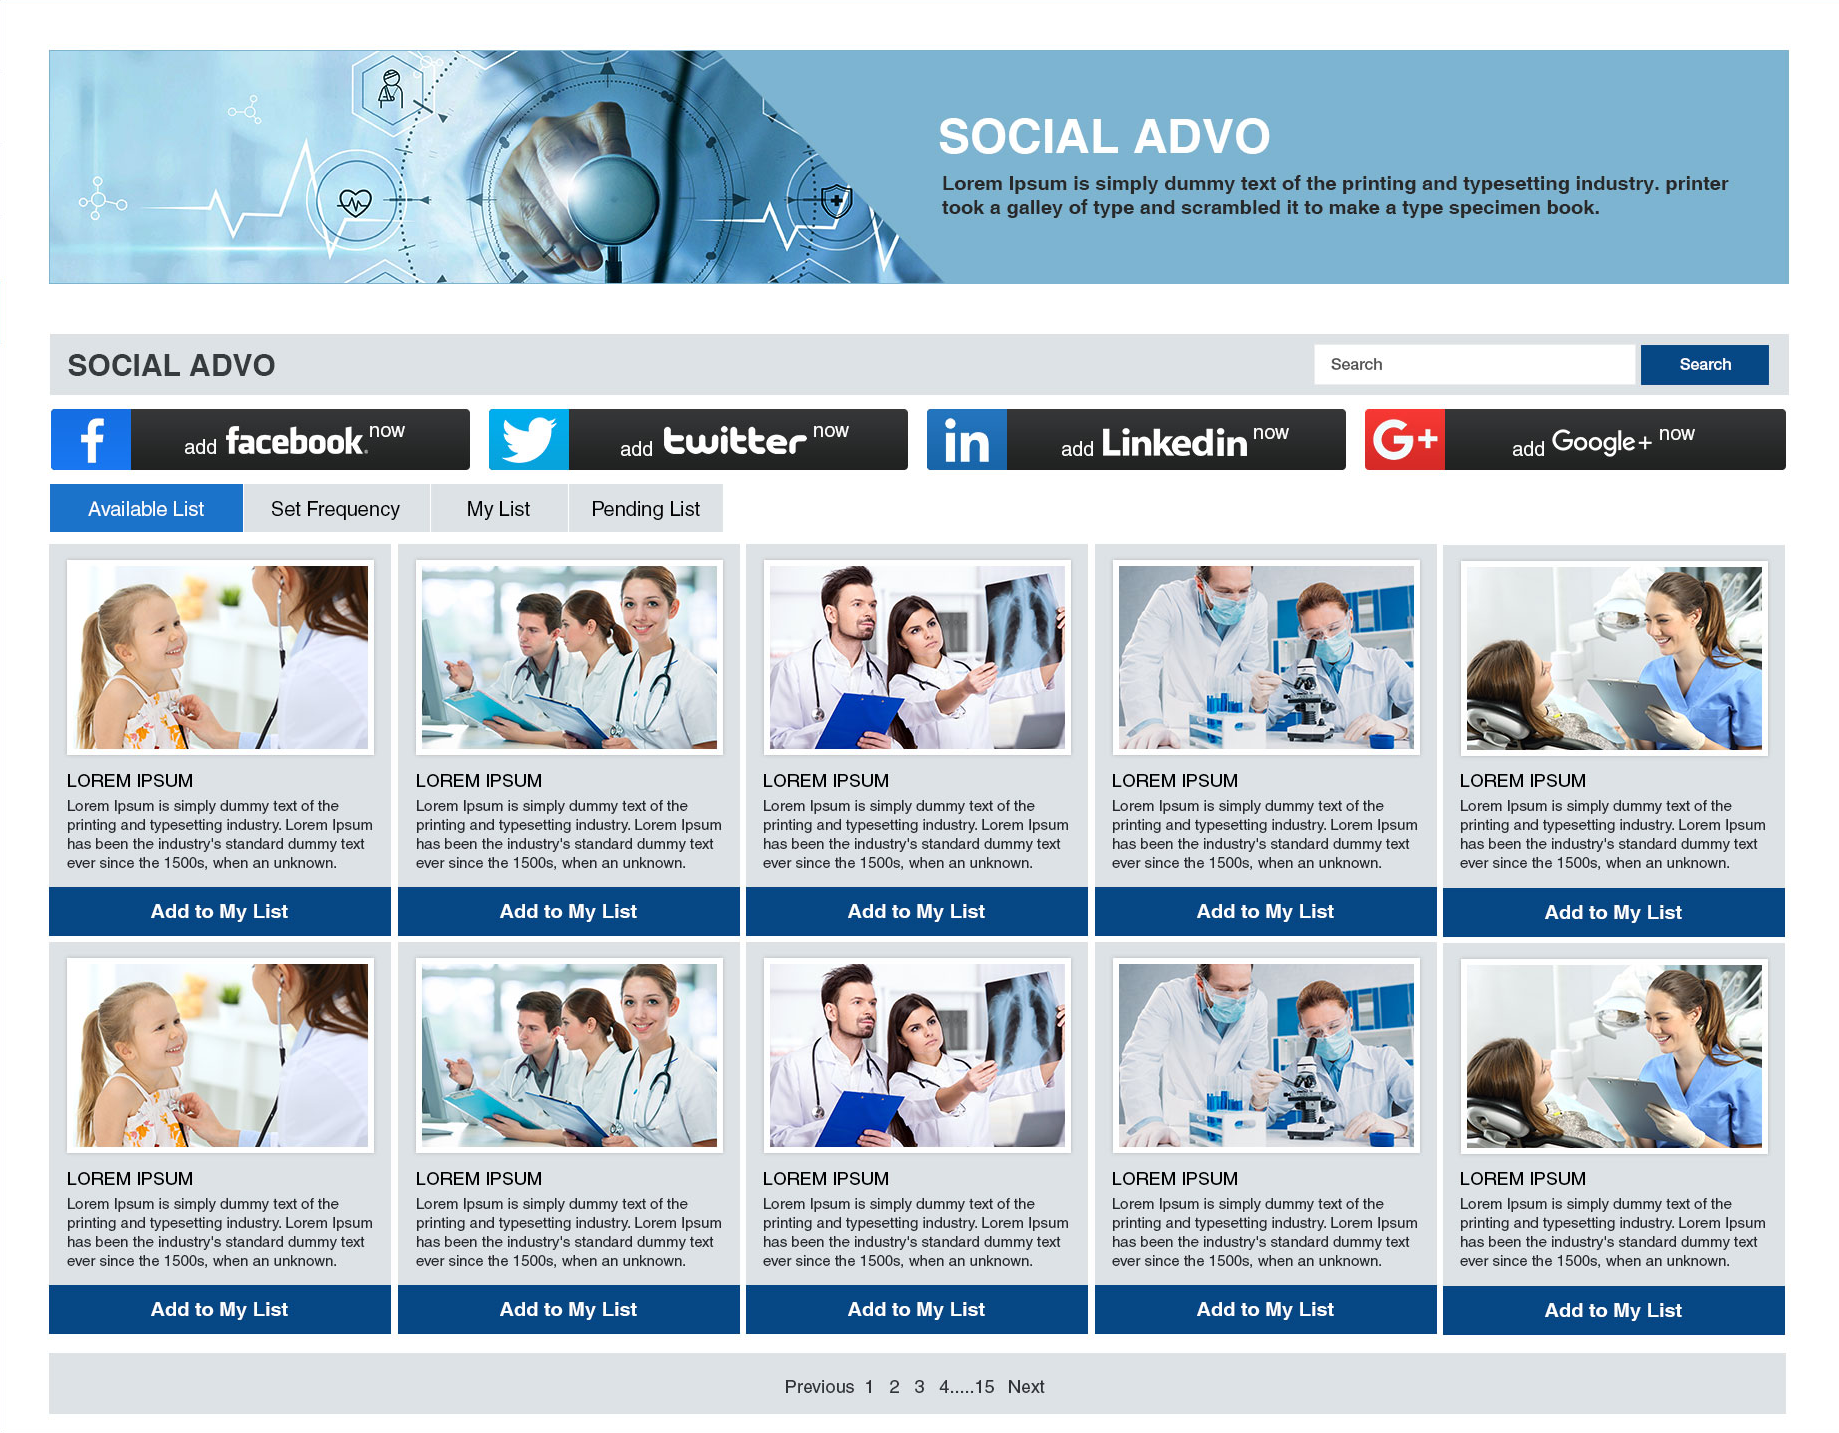 SOCIAL ADVO
Lorem Ipsum is simply dummy text of the printing and typesetting industry. printer
took a galley of type and scrambled it to make a type specimen book.
SOCIAL ADVO
Search
Search
f add facebook. now
add twitter now
in add Linkedin now
G+ add Google+ now
Available List
Set Frequency
My List
Pending List
LOREM IPSUM
Lorem Ipsum is simply dummy text of the
printing and typesetting industry. Lorem Ipsum
has been the industry's standard dummy text
ever since the 1500s, when an unknown.
Add to My List
LOREM IPSUM
Lorem Ipsum is simply dummy text of the
printing and typesetting industry. Lorem Ipsum
has been the industry's standard dummy text
ever since the 1500s, when an unknown.
Add to My List
LOREM IPSUM
Lorem Ipsum is simply dummy text of the
printing and typesetting industry. Lorem Ipsum
has been the industry's standard dummy text
ever since the 1500s, when an unknown.
Add to My List
LOREM IPSUM
Lorem Ipsum is simply dummy text of the
printing and typesetting industry. Lorem Ipsum
has been the industry's standard dummy text
ever since the 1500s, when an unknown.
Add to My List
LOREM IPSUM
Lorem Ipsum is simply dummy text of the
printing and typesetting industry. Lorem Ipsum
has been the industry's standard dummy text
ever since the 1500s, when an unknown.
Add to My List
LOREM IPSUM
Lorem Ipsum is simply dummy text of the
printing and typesetting industry. Lorem Ipsum
has been the industry's standard dummy text
ever since the 1500s, when an unknown.
Add to My List
LOREM IPSUM
Lorem Ipsum is simply dummy text of the
printing and typesetting industry. Lorem Ipsum
has been the industry's standard dummy text
ever since the 1500s, when an unknown.
Add to My List
LOREM IPSUM
Lorem Ipsum is simply dummy text of the
printing and typesetting industry. Lorem Ipsum
has been the industry's standard dummy text
ever since the 1500s, when an unknown.
Add to My List
LOREM IPSUM
Lorem Ipsum is simply dummy text of the
printing and typesetting industry. Lorem Ipsum
has been the industry's standard dummy text
ever since the 1500s, when an unknown.
Add to My List
LOREM IPSUM
Lorem Ipsum is simply dummy text of the
printing and typesetting industry. Lorem Ipsum
has been the industry's standard dummy text
ever since the 1500s, when an unknown.
Add to My List
Previous 1 2 3 4.....15 Next